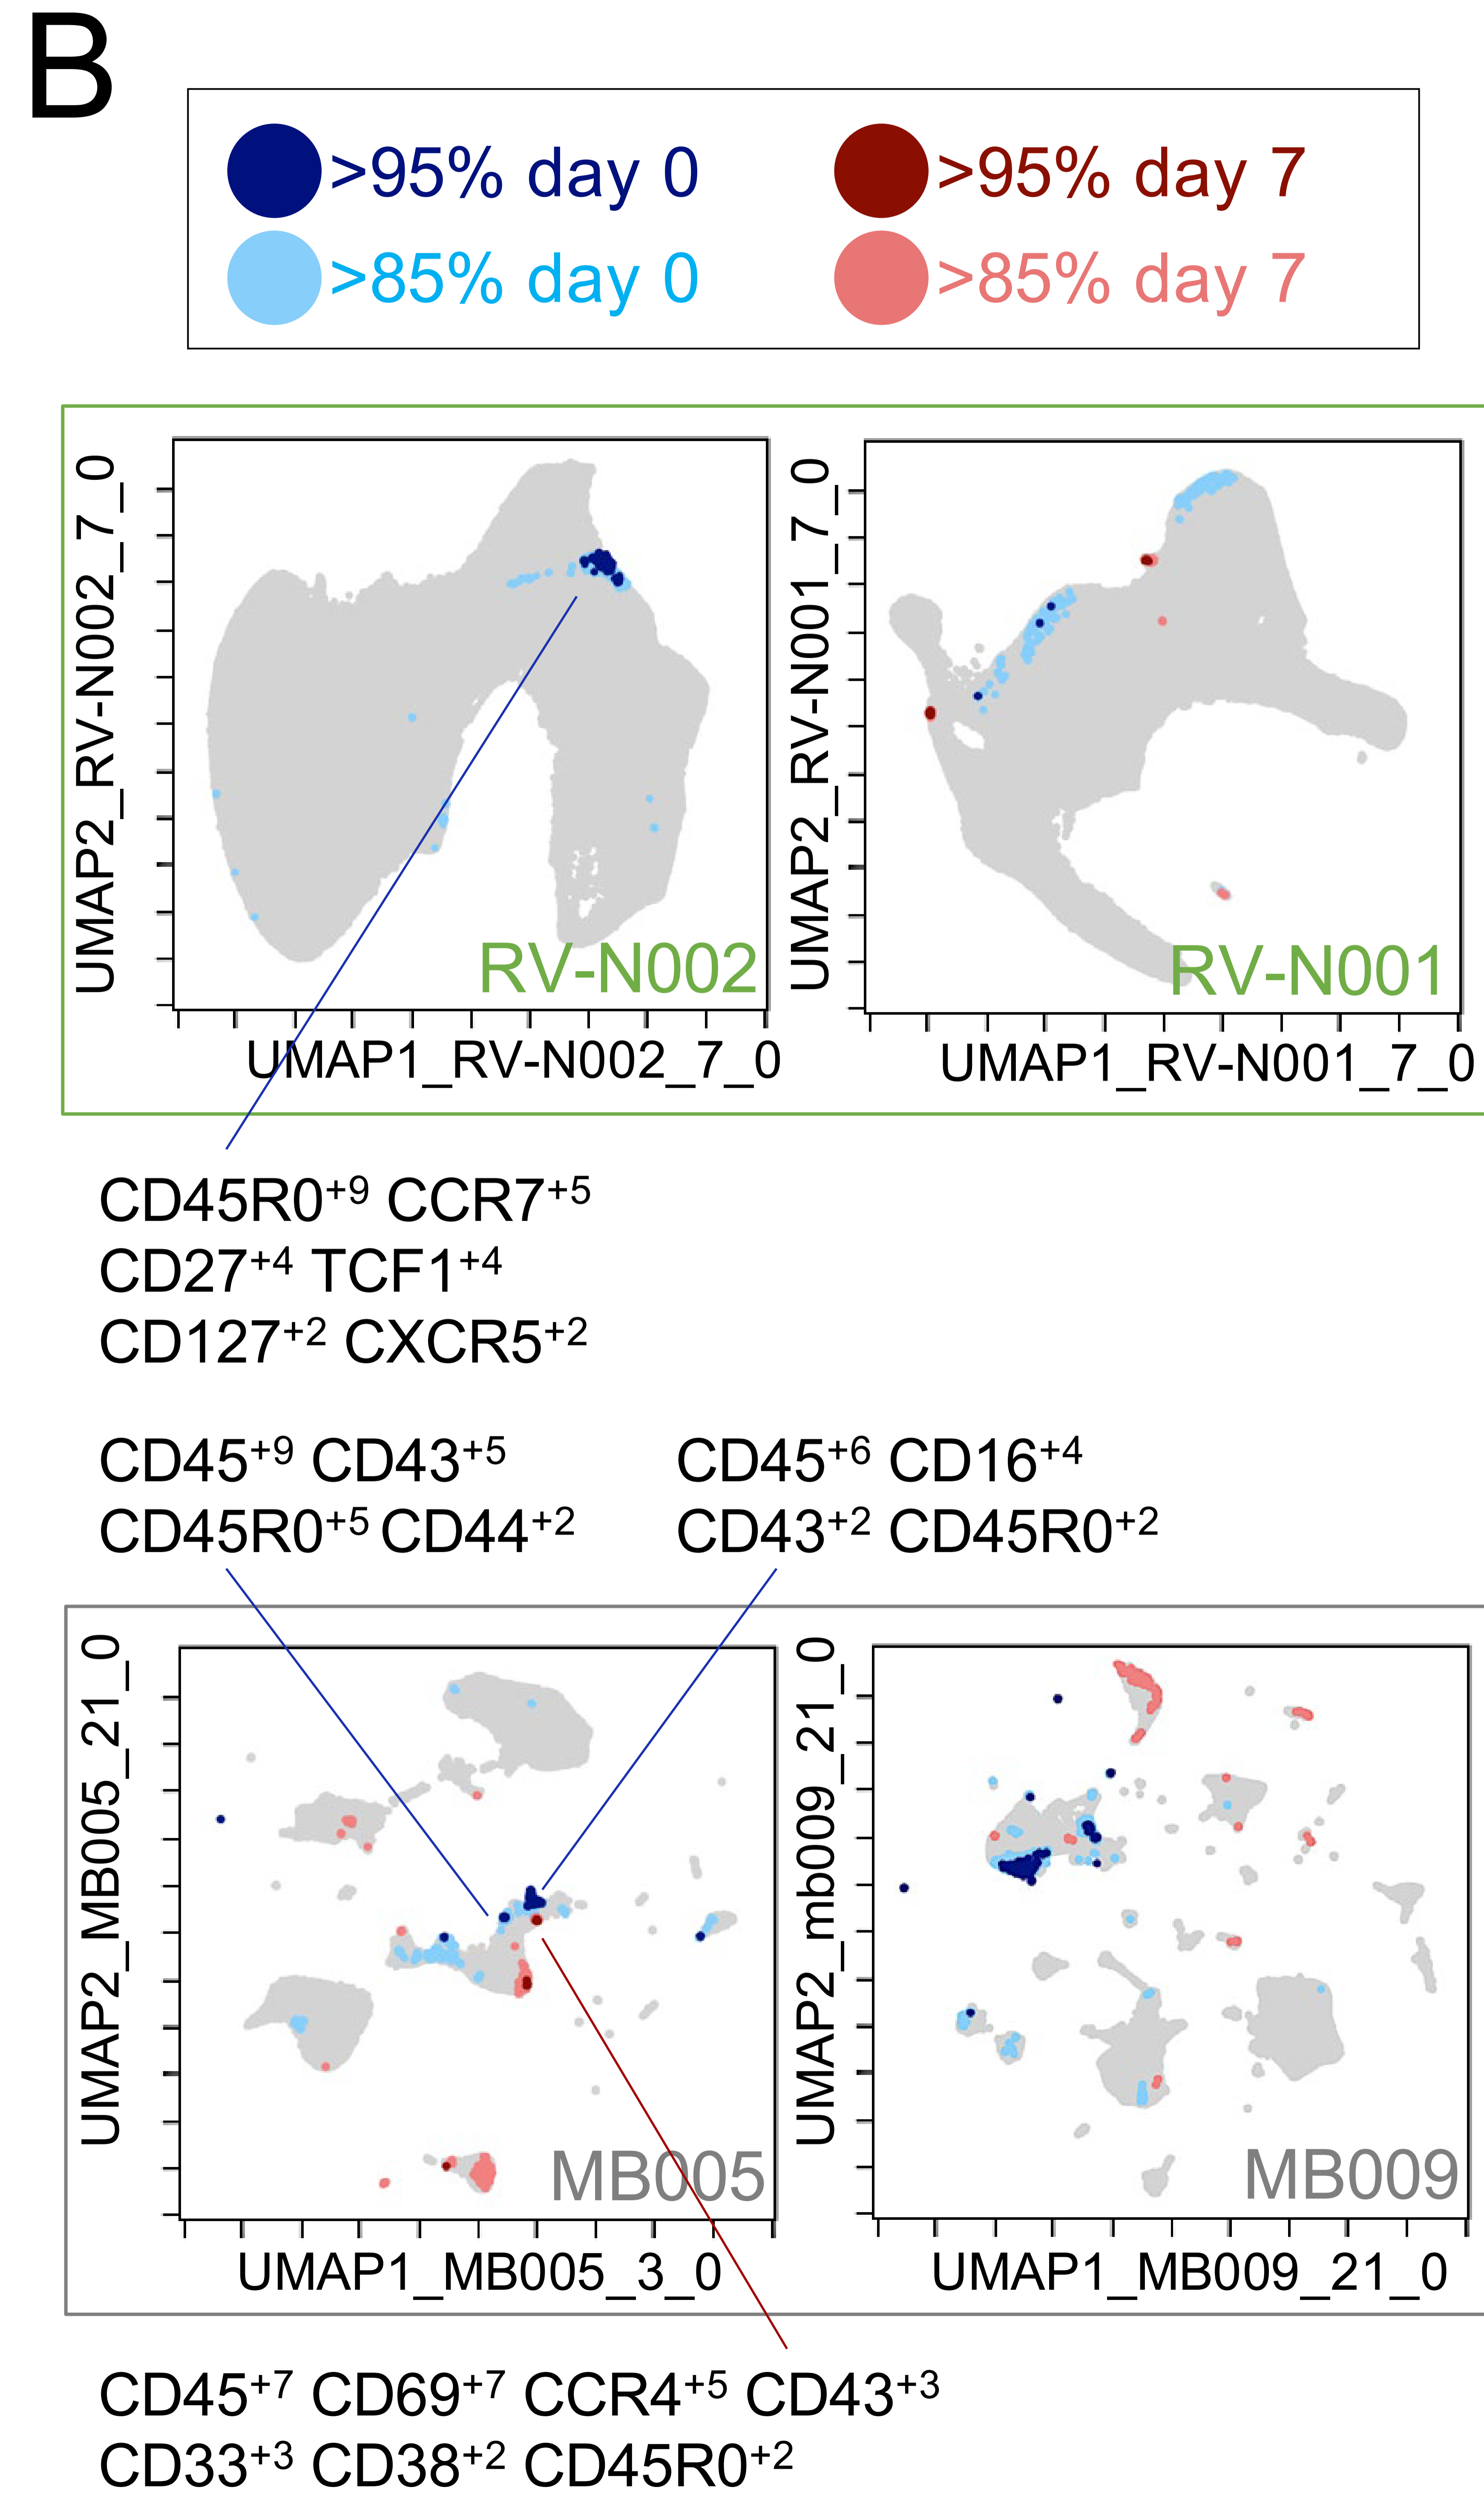 B
>95% day 0 >95% day 7
>85% day 0 >85% day 7
UMAP2_RV-N002_7_0
RV-N002
UMAP1_RV-N002_7_0
UMAP2_RV-N001_7_0
RV-N001
UMAP1_RV-N001_7_0
CD45R0+9 CCR7+5
CD27+4 TCF1+4
CD127+2 CXCR5+2
CD45+9 CD43+5
CD45R0+5 CD44+2
CD45+6 CD16+4
CD43+2 CD45R0+2
UMAP2_MB005_21_0
MB005
UMAP1_MB005_3_0
UMAP2_mb009_21_0
MB009
UMAP1_MB009_21_0
CD45+7 CD69+7 CCR4+5 CD43+3
CD33+3 CD38+2 CD45R0+2